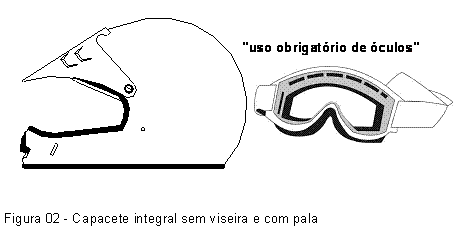 "uso obrigatório de óculos"
Figura 02 - Capacete integral sem viseira e com pala